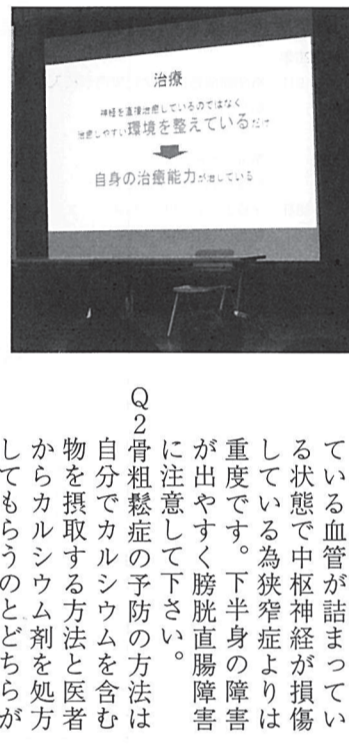 治療
神経を直接治癒しているのではなく
治癒しやすい環境を整えているだけ
自身の治癒能力が治している
ている血管が詰まってい
る状態で中枢神経が損傷
している為狭窄症よりは
重度です。下半身の障害
が出やすく膀胱直腸障害
に注意して下さい。
Q2骨粗鬆症の予防の方法は
自分でカルシウムを含む
物を摂取する方法と医者
からカルシウム剤を処方
してもらうのとどちらが